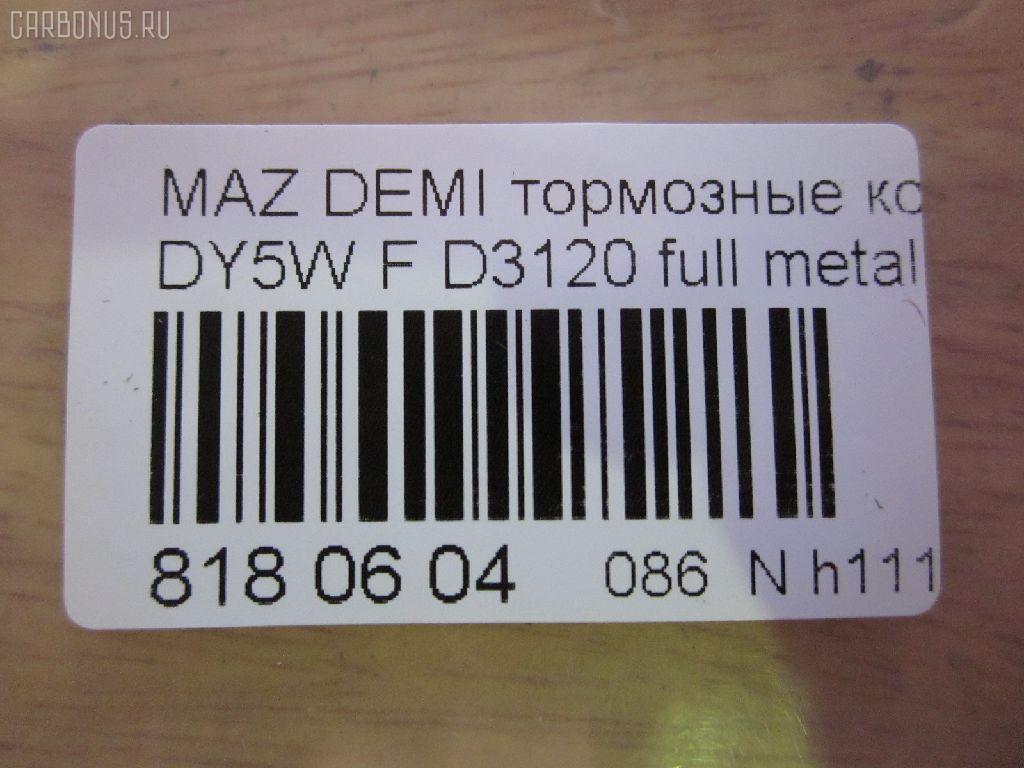 CARBONUS.RU
MAZ DEMI тормозные ко
DY5W F D3120 full metal
818 06 04 086 N h111